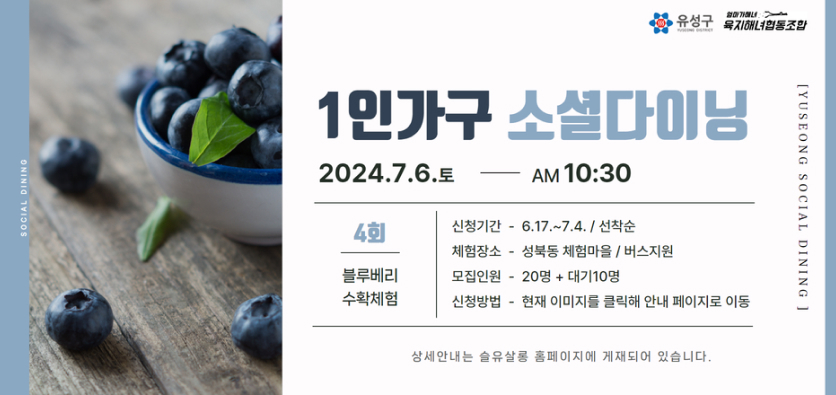 유성구
YUSEONG DISTRICT
육지해녀협동조합
SOCIAL DINING
1인가구 소셜다이닝
[YUSEONG SOCIAL DINING ]
2024.7.6.토 AM 10:30
4회
블루베리
수확체험
신청기간 - 6.17.~7.4. / 선착순
체험장소 - 성북동 체험마을 / 버스지원
모집인원 - 20명 + 대기10명
신청방법 - 현재 이미지를 클릭해 안내 페이지로 이동
상세안내는 슬유살롱 홈페이지에 게재되어 있습니다.